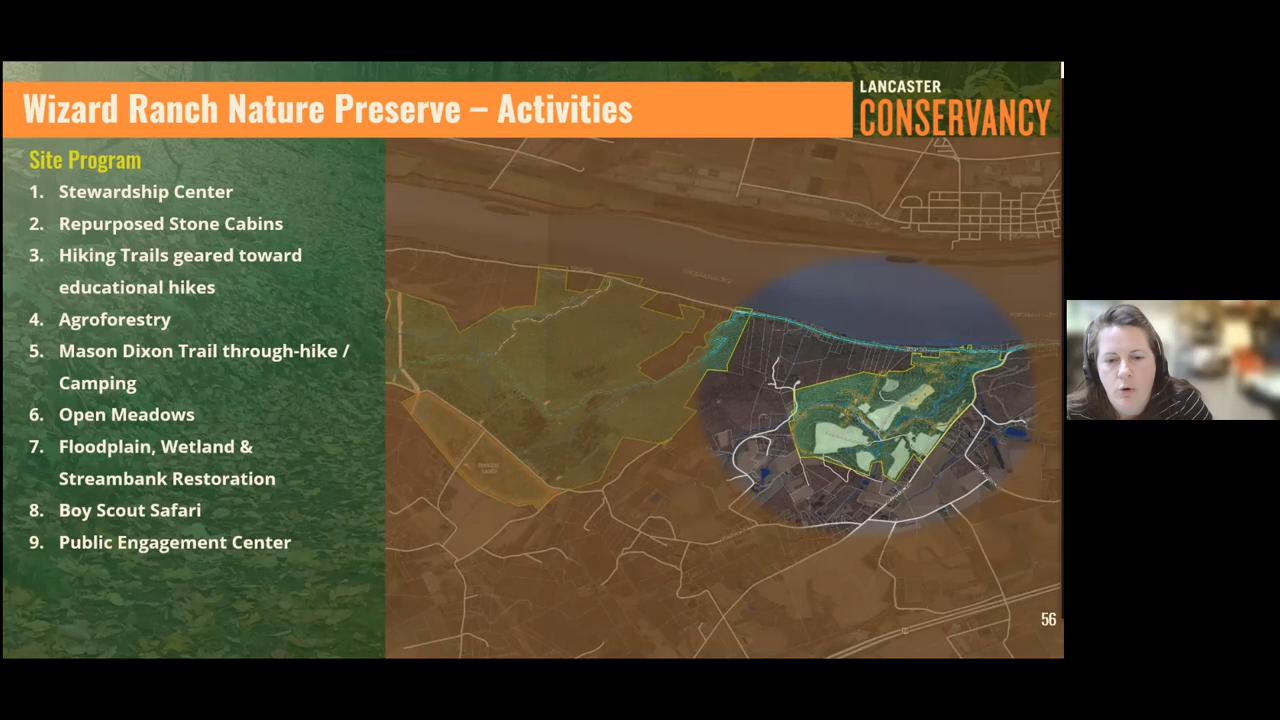 Wizard Ranch Nature Preserve – Activities
LANCASTER
CONSERVANCY
Site Program
1. Stewardship Center
2. Repurposed Stone Cabins
3. Hiking Trails geared toward
educational hikes
4. Agroforestry
5. Mason Dixon Trail through-hike /
Camping
6. Open Meadows
7. Floodplain, Wetland &
Streambank Restoration
8. Boy Scout Safari
9. Public Engagement Center
56